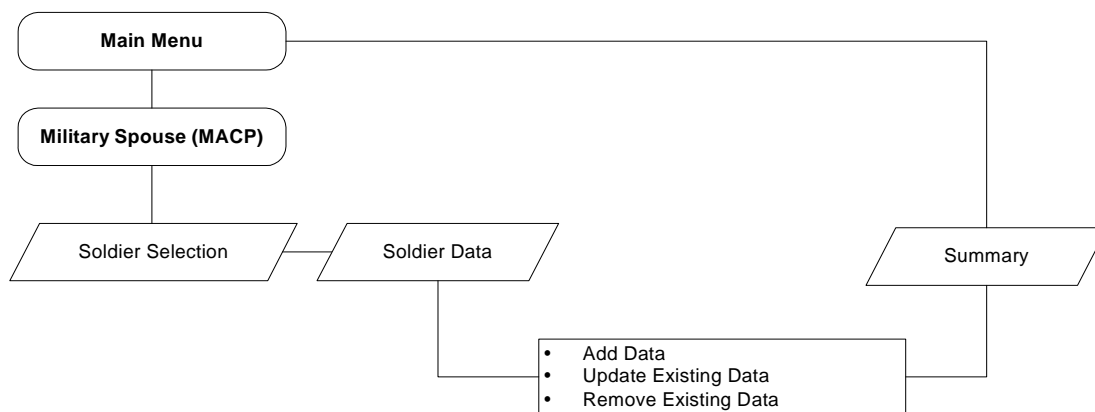 Main Menu
Military Spouse (MACP)
Soldier Selection
Soldier Data
Summary
• Add Data
• Update Existing Data
• Remove Existing Data